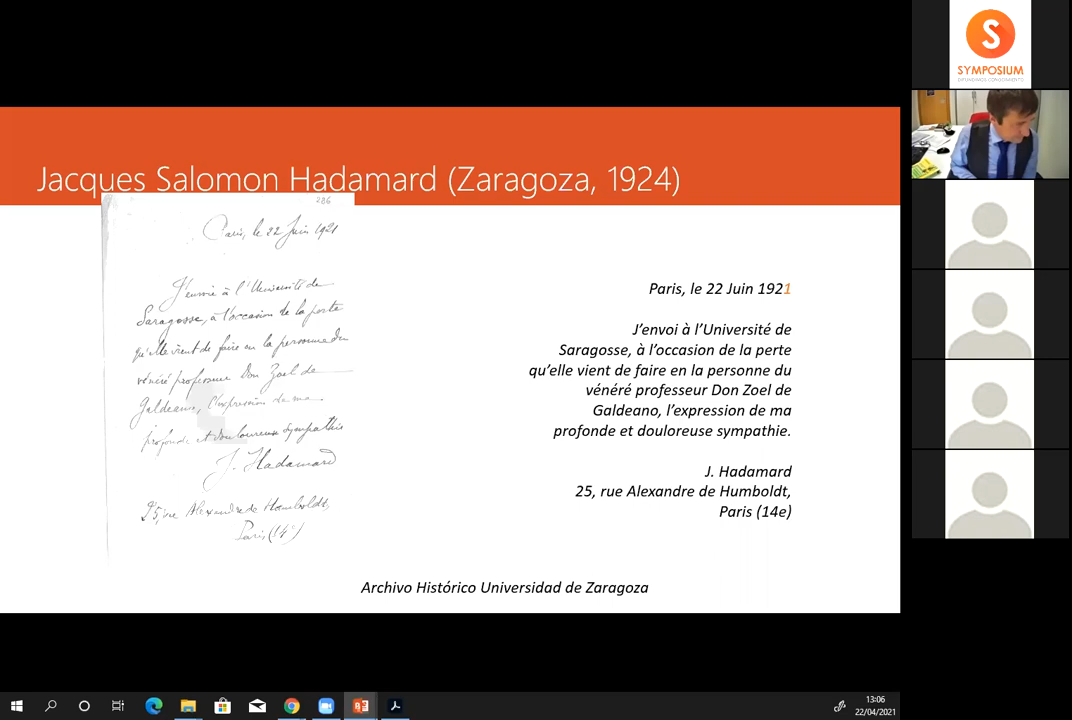 Jacques Salomon Hadamard (Zaragoza, 1924)
286
Paris, le 22 Juin 1921
J'envoie à l'Université de
Saragosse, à l'occasion de la perte
qu'elle vient de faire en la personne du
vénéré professeur Don Zoel de
Galdeano, l'expression de ma
profonde et douloureuse sympathie
J. Hadamard
25, rue Alexandre de Humboldt,
Paris (14e)
Paris, le 22 Juin 1921
J'envoi à l'Université de
Saragosse, à l'occasion de la perte
qu'elle vient de faire en la personne du
vénéré professeur Don Zoel de
Galdeano, l'expression de ma
profonde et douloreuse sympathie.
J. Hadamard
25, rue Alexandre de Humboldt,
Paris (14e)
Archivo Histórico Universidad de Zaragoza
S
SYMPOSIUM
13:06
22/04/2021